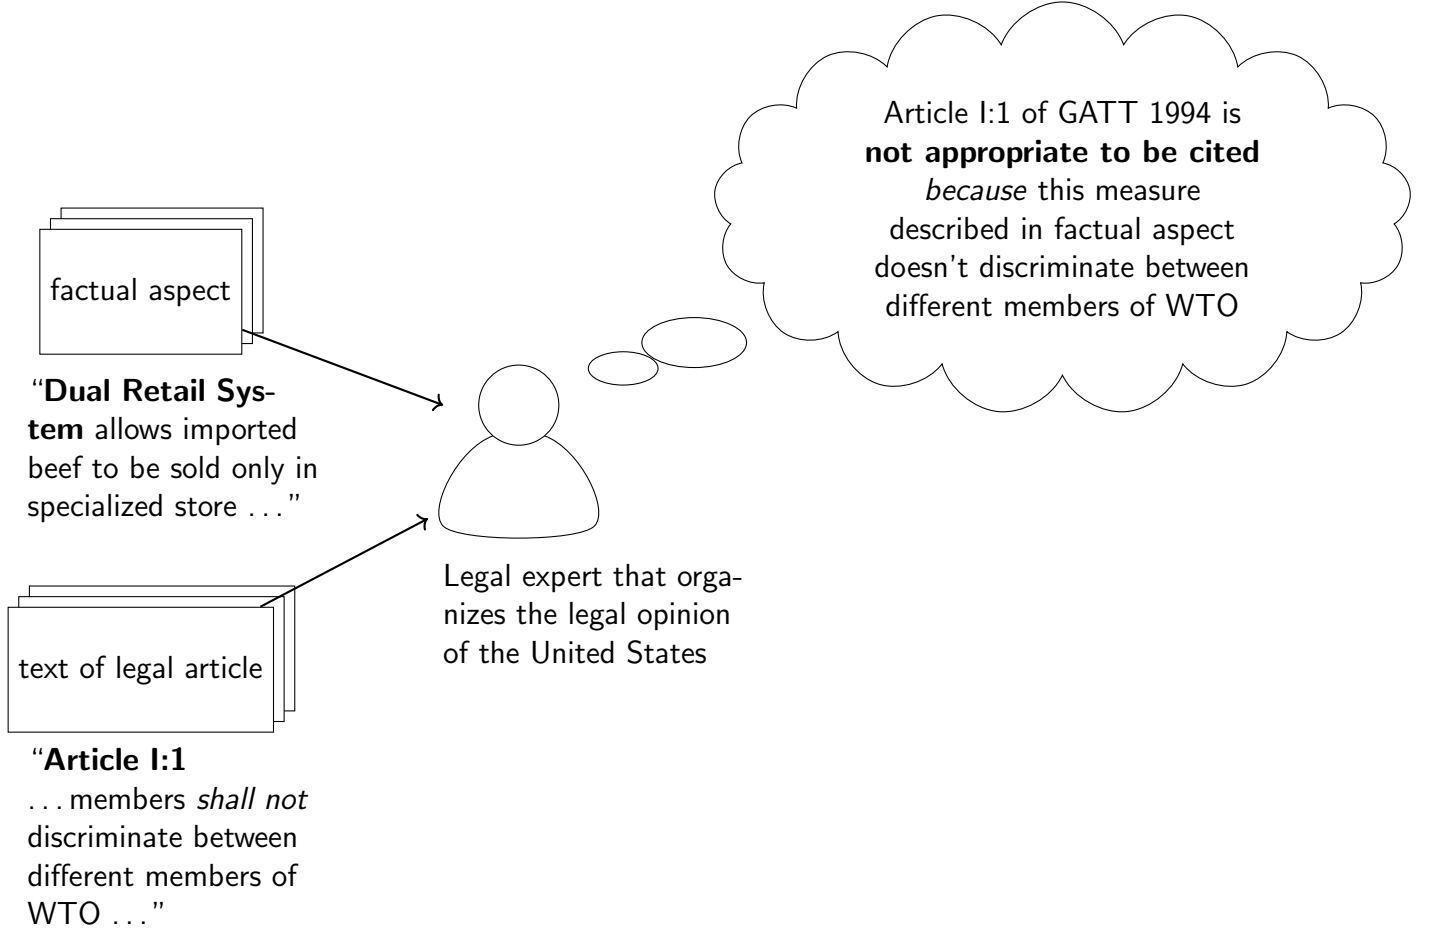 Article I:1 of GATT 1994 is
not appropriate to be cited
because this measure
described in factual aspect
doesn't discriminate between
different members of WTO
factual aspect
“Dual Retail Sys-
tem allows imported
beef to be sold only in
specialized store ...”
Legal expert that orga-
nizes the legal opinion
of the United States
text of legal article
“Article I:1
...members shall not
discriminate between
different members of
WTO ...”